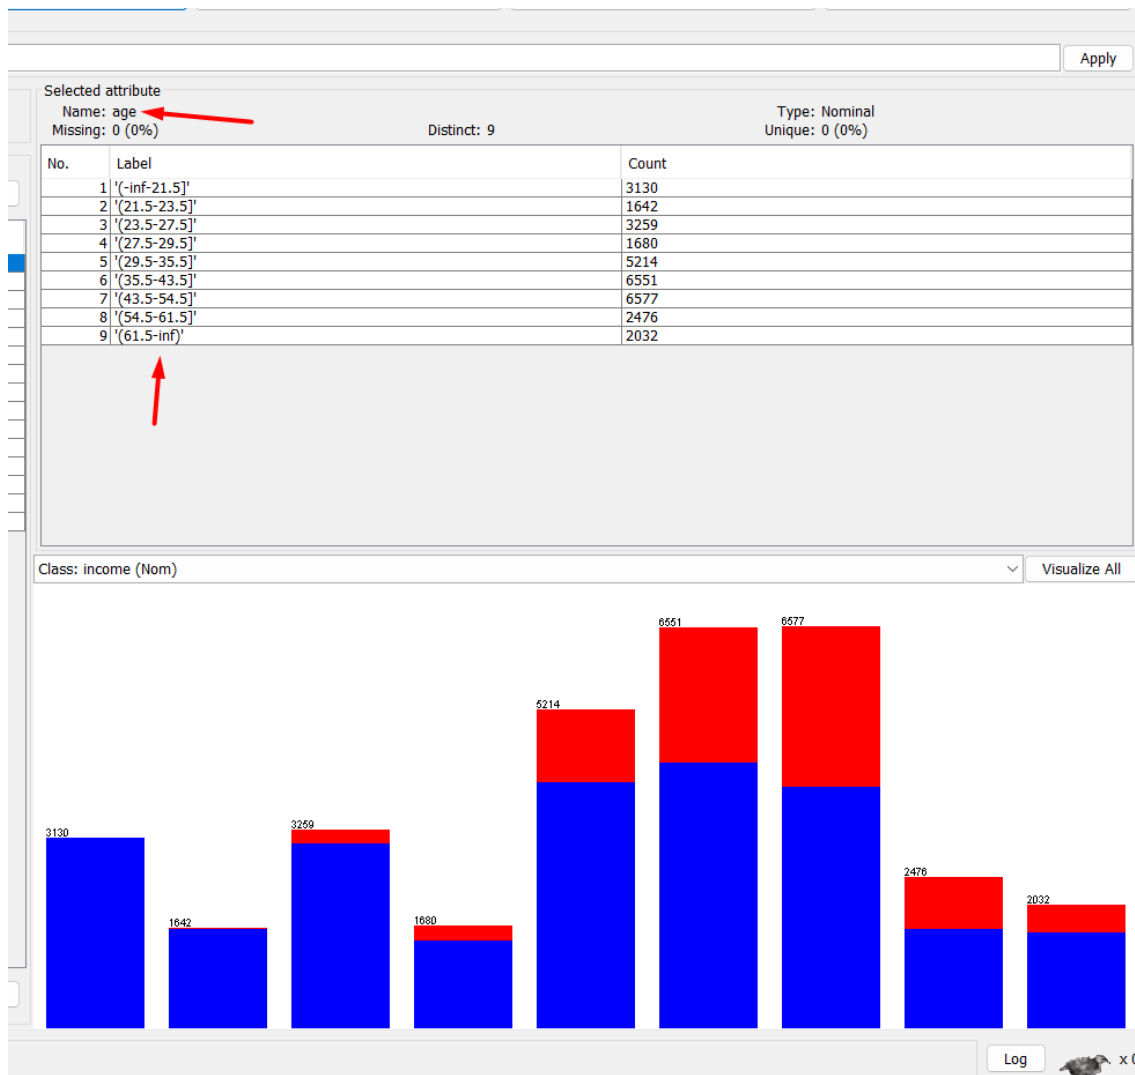 Apply
Selected attribute
Name: age
Type: Nominal
Missing: 0 (0%)
Distinct: 9
Unique: 0 (0%)
No. Label Count
1 '(-inf-21.5]' 3130
2 '(21.5-23.5]' 1642
3 '(23.5-27.5]' 3259
4 '(27.5-29.5]' 1680
5 '(29.5-35.5]' 5214
6 '(35.5-43.5]' 6551
7 '(43.5-54.5]' 6577
8 '(54.5-61.5]' 2476
9 '(61.5-inf)' 2032
Class: income (Nom)
Visualize All
3130
1642
3259
1680
5214
6551
6577
2476
2032
Log
x 0